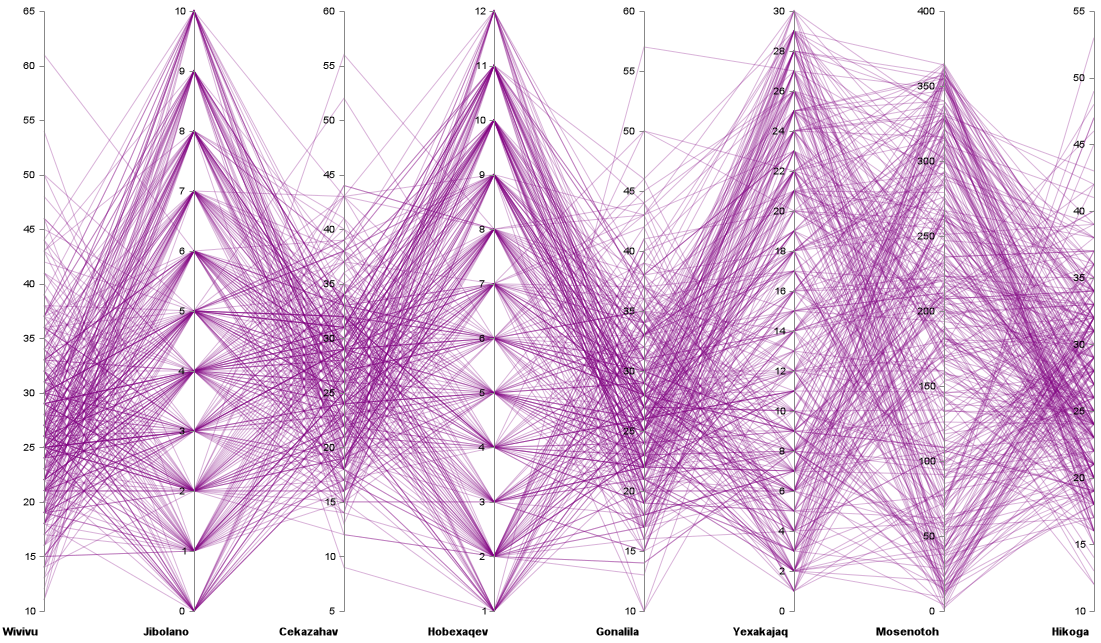 65 10 60 12 60 30 400 55
60 9 55 11 55 28 350 50
55 8 50 10 50 26 300 45
50 7 45 9 45 24 250 40
45 6 40 8 40 22 200 35
40 5 35 7 35 20 150 30
35 4 30 6 30 18 100 25
30 3 25 5 25 16 50 20
25 2 20 4 20 14 0 15
20 1 15 3 15 12 10
15 0 10 2 10 10
10 5 1 8
6
4
2
0
Wivivu Jibolano Cekazahav Hobexaqev Gonalila Yexakajaq Mosenotoh Hikoga